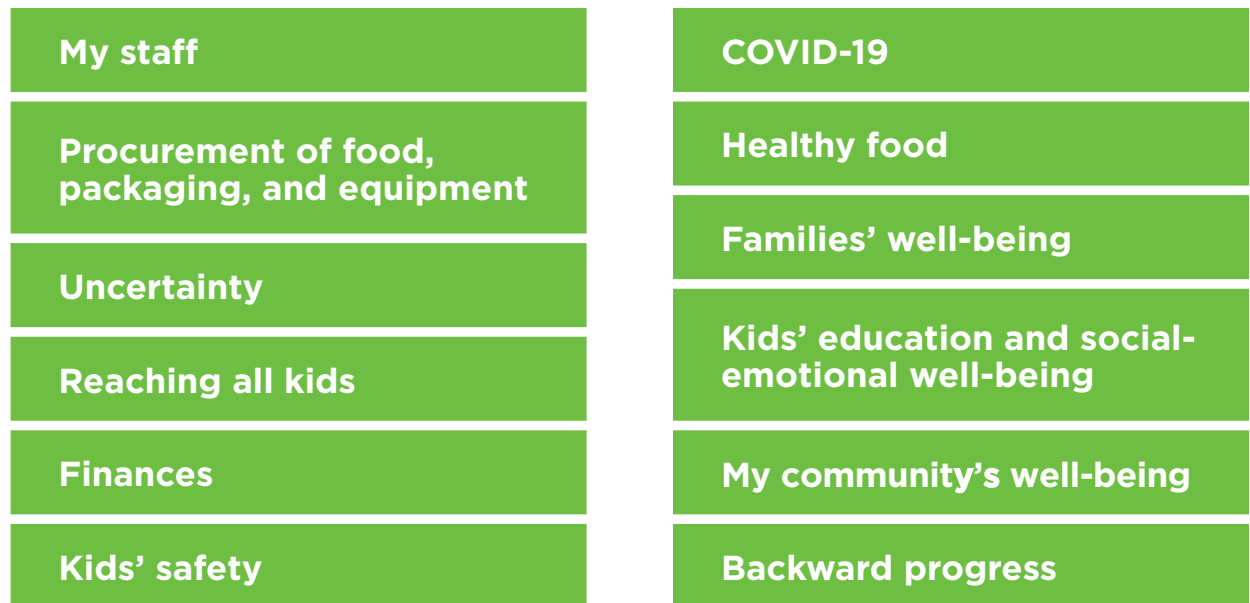 My staff
Procurement of food,
packaging, and equipment
Uncertainty
Reaching all kids
Finances
Kids’ safety
COVID-19
Healthy food
Families’ well-being
Kids’ education and social-
emotional well-being
My community’s well-being
Backward progress